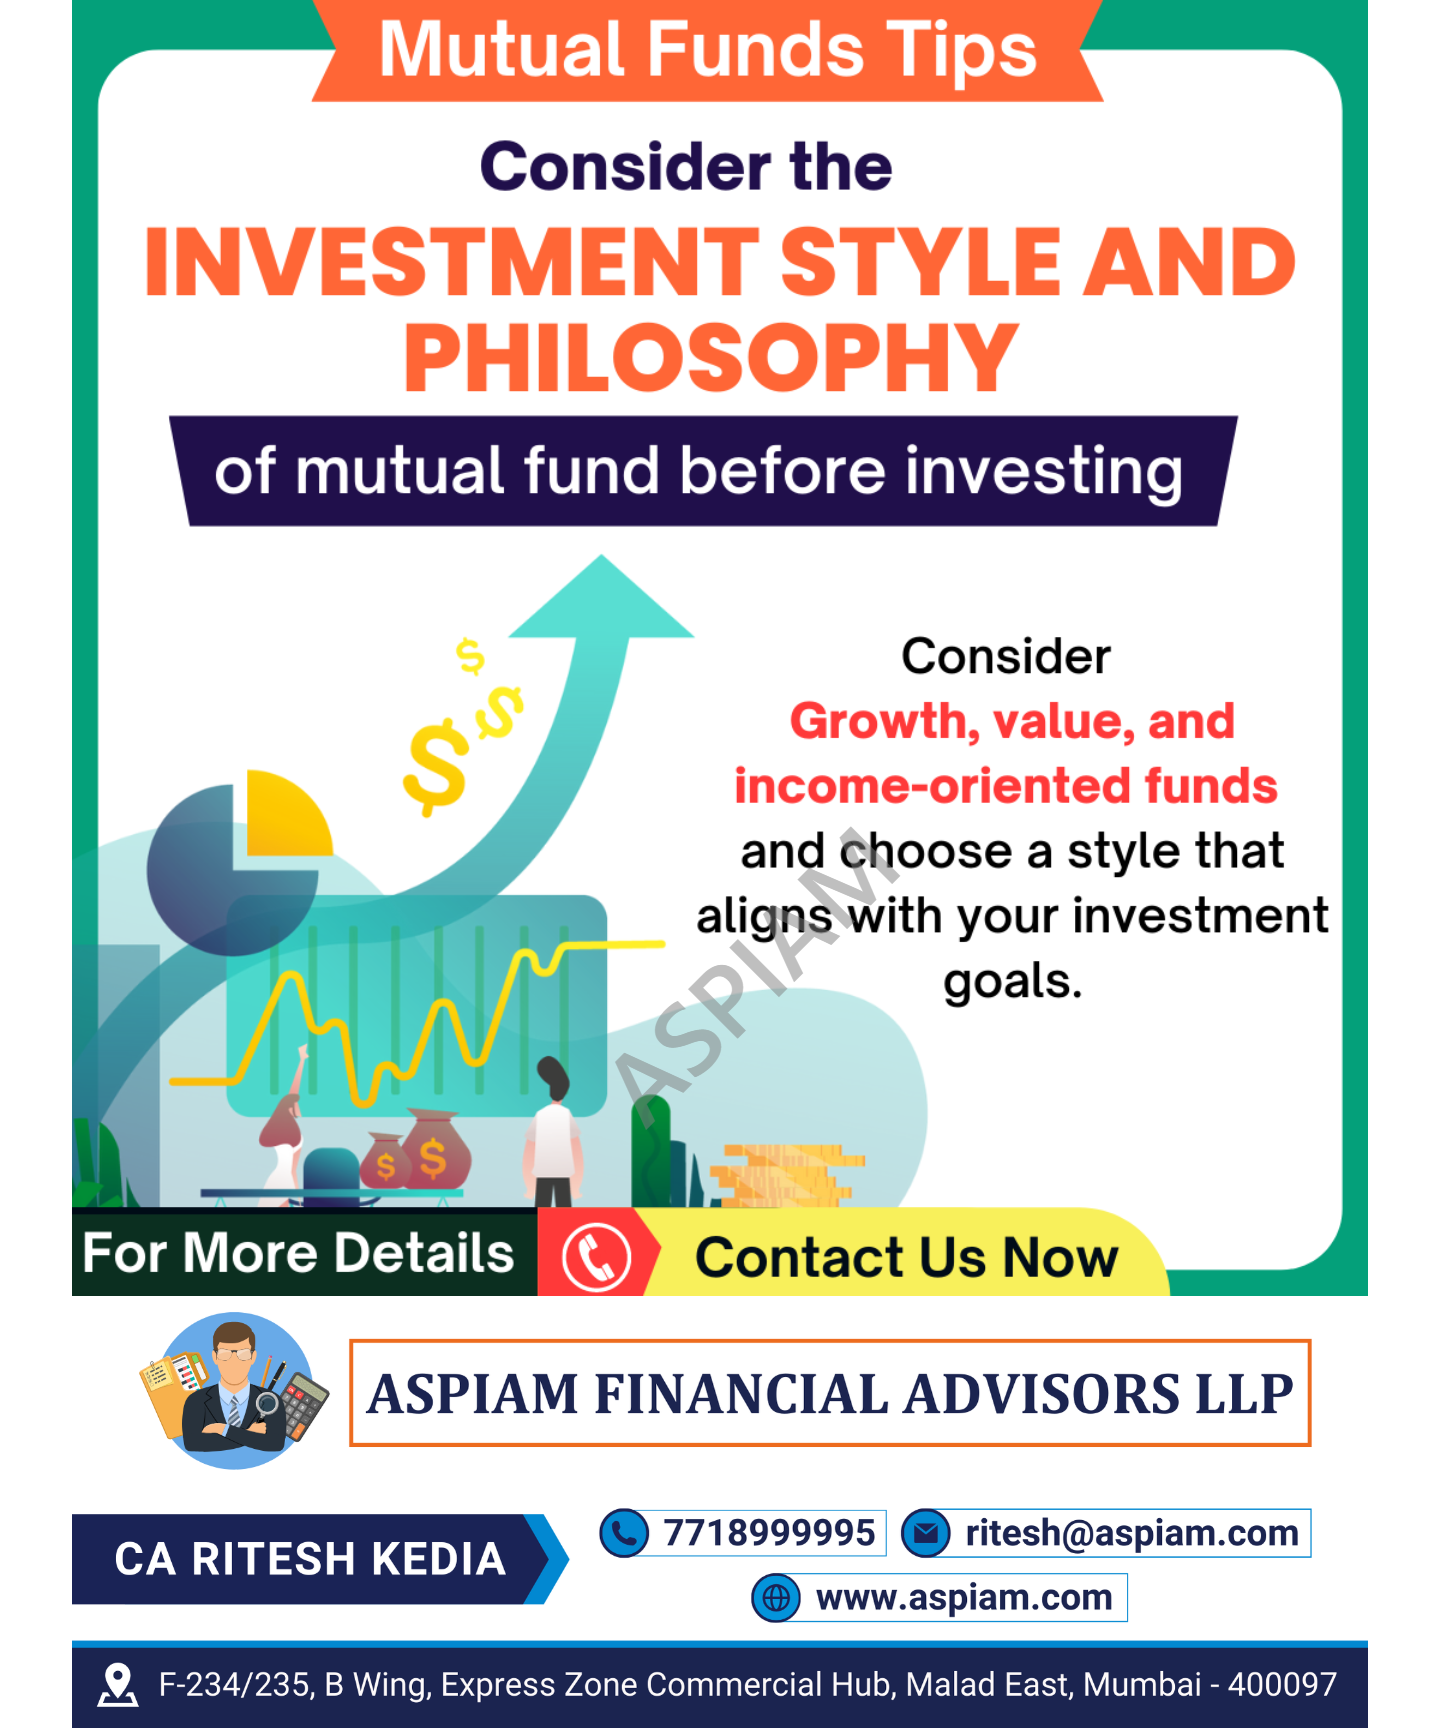 Mutual Funds Tips
Consider the
INVESTMENT STYLE AND
PHILOSOPHY
of mutual fund before investing
$
$
$
Consider
Growth, value, and
income-oriented funds
and choose a style that
aligns with your investment
goals.
ASPIAM
$ $
For More Details
Contact Us Now
ASPIAM FINANCIAL ADVISORS LLP
CA RITESH KEDIA
7718999995
ritesh@aspiam.com
www.aspiam.com
F-234/235, B Wing, Express Zone Commercial Hub, Malad East, Mumbai - 400097